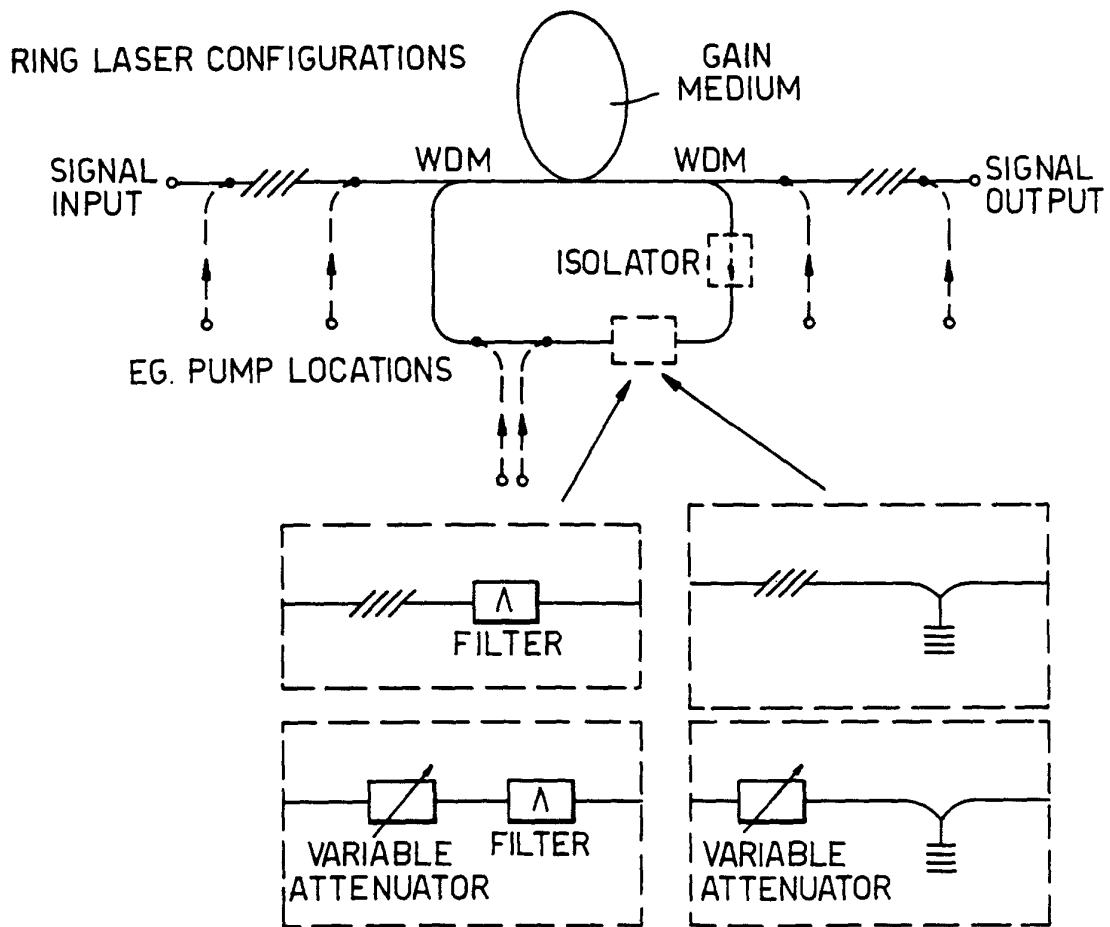 RING LASER CONFIGURATIONS
GAIN
MEDIUM
SIGNAL
INPUT
WDM
WDM
SIGNAL
OUTPUT
ISOLATOR
EG. PUMP LOCATIONS
Λ
FILTER
VARIABLE
ATTENUATOR
Λ
FILTER
VARIABLE
ATTENUATOR